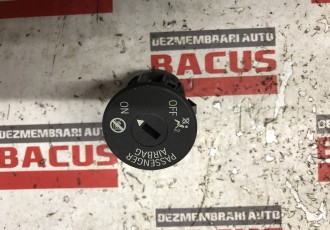 DEZMEMBRARI AUTO
BACUS
DEZMEMBRARI AUTO
BACUS
OFF
ON
PASSENGER
AIRBAG
DEZMEMBRARI AUTO